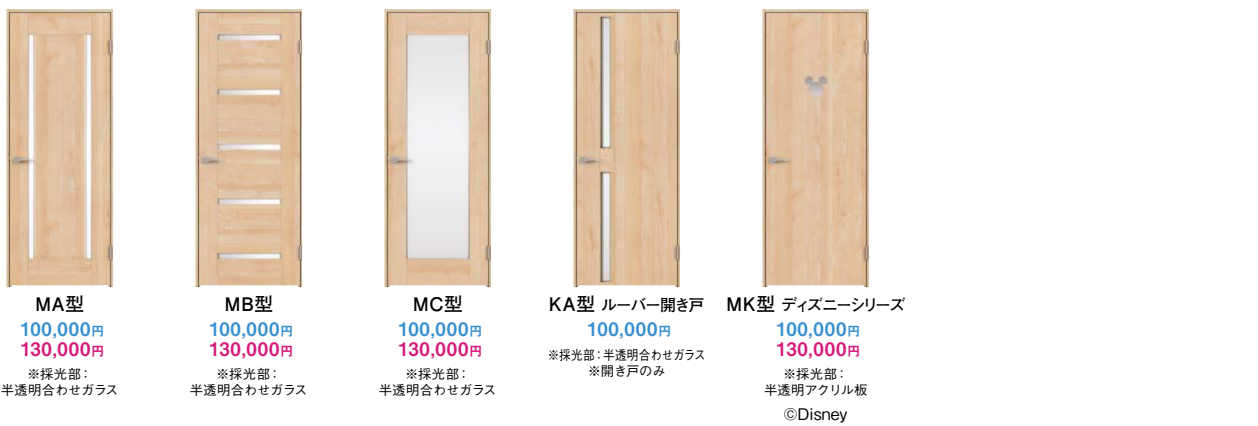 MA型
100,000円
130,000円
※採光部：
半透明合わせガラス
MB型
100,000円
130,000円
※採光部：
半透明合わせガラス
MC型
100,000円
130,000円
※採光部：
半透明合わせガラス
KA型 ルーバー開き戸
100,000円
※採光部：半透明合わせガラス
※開き戸のみ
MK型 ディズニーシリーズ
100,000円
130,000円
※採光部：
半透明アクリル板
©Disney